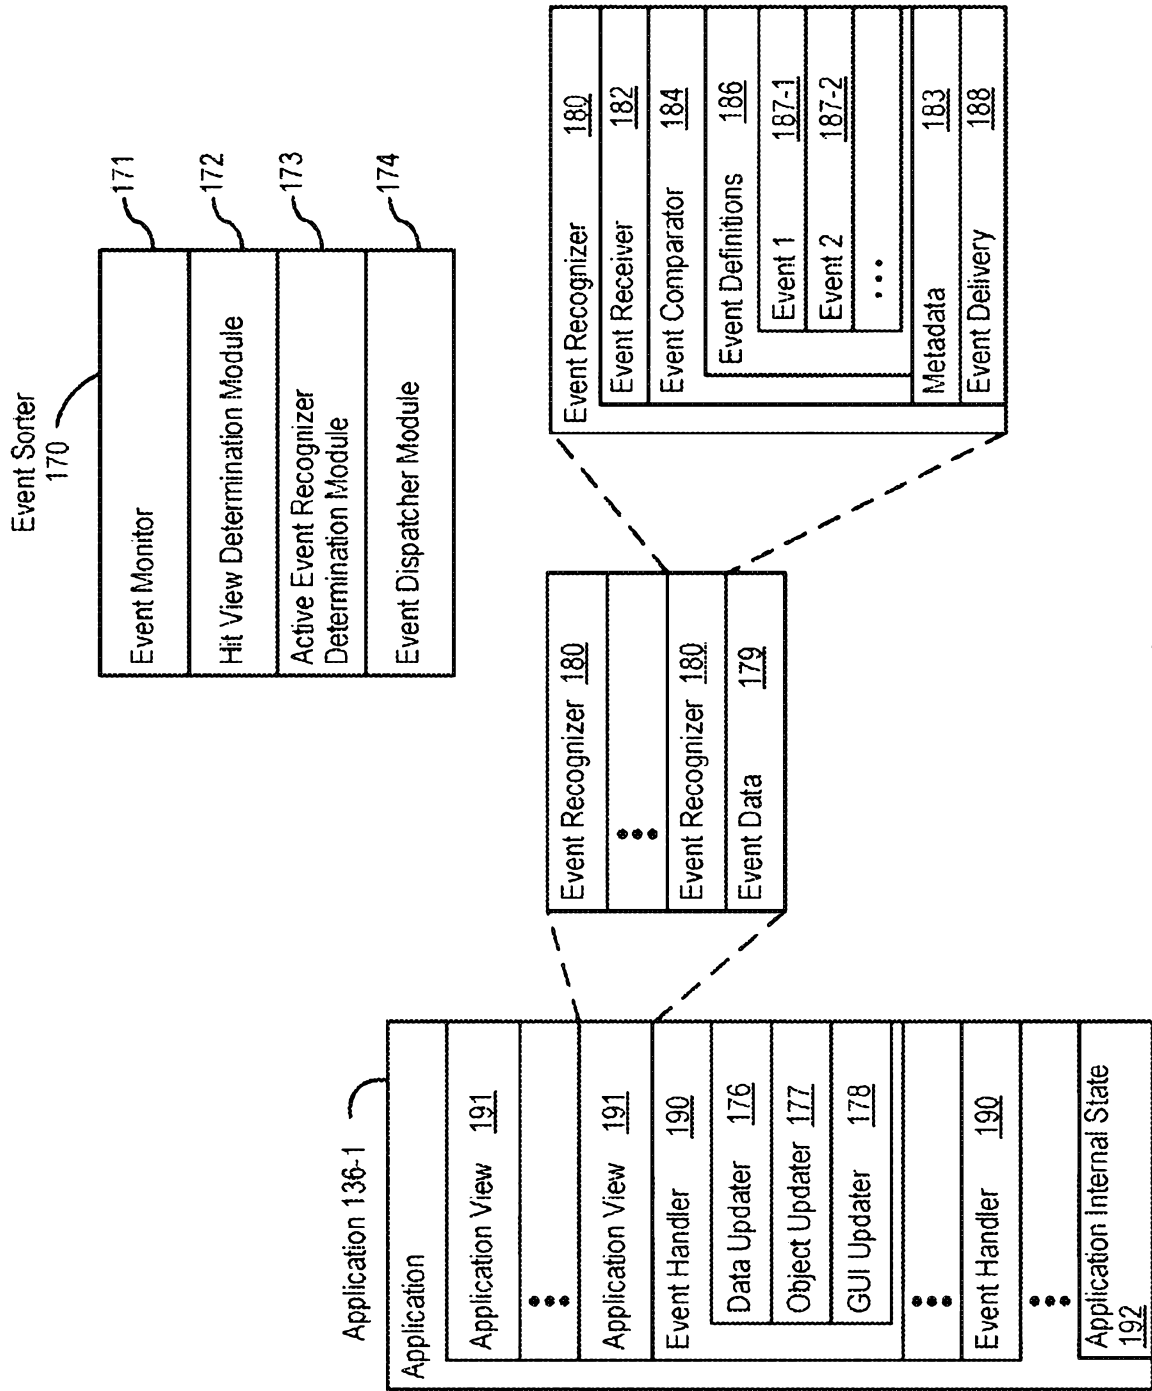 Event Sorter
170
Event Monitor
171
Hit View Determination Module
172
Active Event Recognizer
Determination Module
173
Event Dispatcher Module
174
Application 136-1
Application
Application View 191
•••
Application View 191
Event Handler 190
Data Updater 176
Object Updater 177
GUI Updater 178
•••
Event Handler 190
•••
Application Internal State
192
Event Recognizer 180
•••
Event Recognizer 180
Event Data 179
Event Recognizer 180
Event Receiver 182
Event Comparator 184
Event Definitions 186
Event 1 187-1
Event 2 187-2
•••
Metadata 183
Event Delivery 188